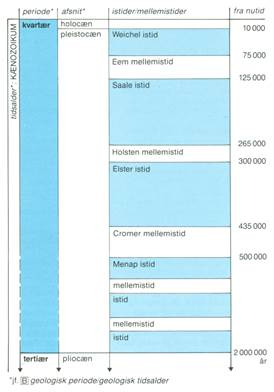 periode* afsnit* istider/mellemistider fra nutid
kvartær holocæn 10 000
pleistocæn Weichel istid
75 000
Eem mellemistid
125 000
Saale istid
265 000
Holsten mellemistid
300 000
Elster istid
435 000
Cromer mellemistid
500 000
Menap istid
mellemistid
istid
mellemistid
istid
tertiær pliocæn 2 000 000
år
tidsalder*: KÆNOZOIKUM
*jf. B geologisk periode/geologisk tidsalder